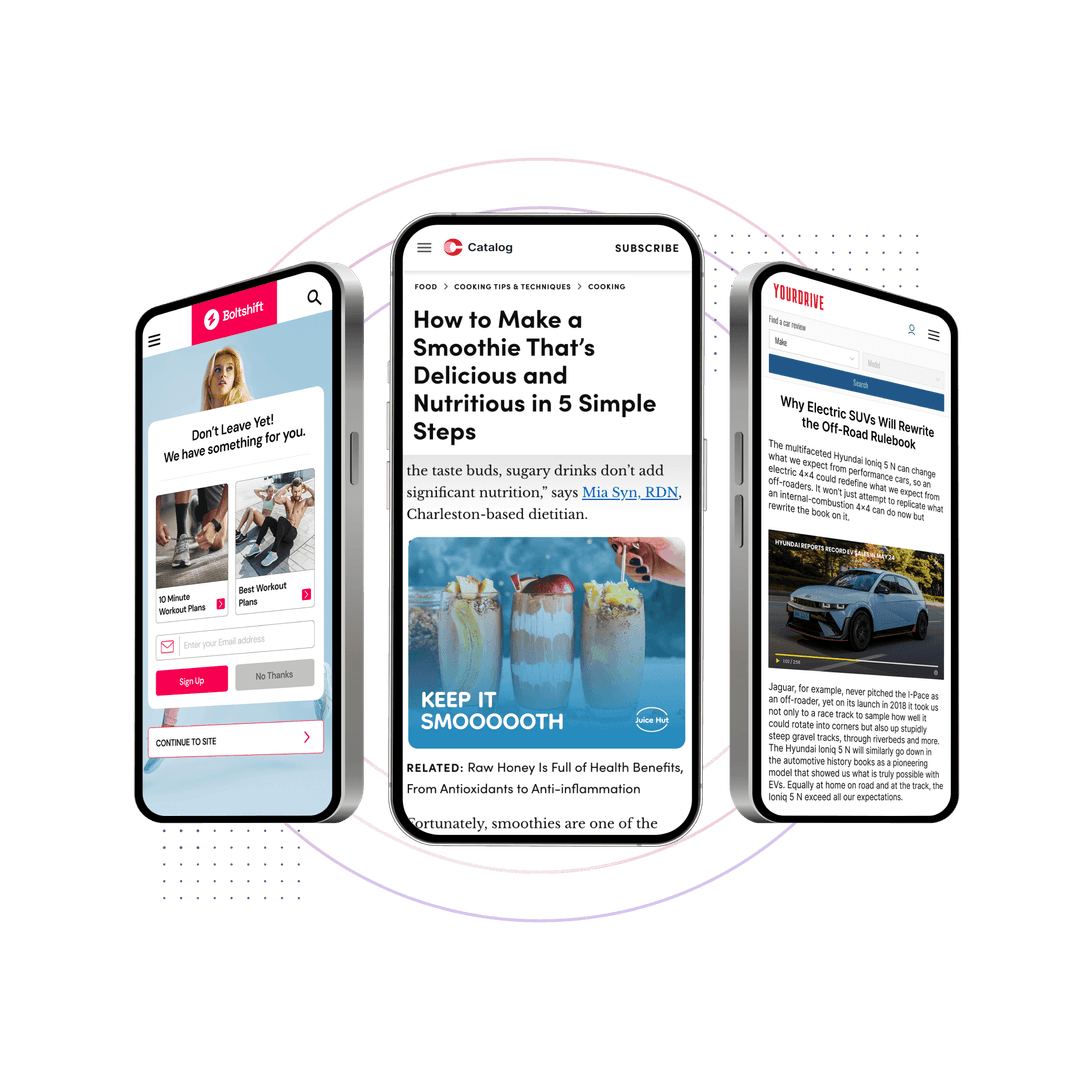 Boltshift
Don't Leave Yet!
We have something for you.
10 Minute
Workout Plans
Best Workout
Plans
Enter your Email address
Sign Up
No Thanks
CONTINUE TO SITE
Catalog
SUBSCRIBE
FOOD > COOKING TIPS & TECHNIQUES > COOKING
How to Make a
Smoothie That's
Delicious and
Nutritious in 5 Simple
Steps
the taste buds, sugary drinks don't add
significant nutrition,” says Mia Syn, RDN,
Charleston-based dietitian.
KEEP IT
SMOOOOOTH
Juice Hut
RELATED: Raw Honey Is Full of Health Benefits,
From Antioxidants to Anti-inflammation
Fortunately, smoothies are one of the
YOURDRIVE
Find a car review
Make
Model
Search
Why Electric SUVs Will Rewrite
the Off-Road Rulebook
The multifaceted Hyundai Ioniq 5 N can change
what we expect from performance cars, so an
electric 4×4 could redefine what we expect from
off-roaders. It won't just attempt to replicate what
an internal-combustion 4×4 can do now but
rewrite the book on it.
HYUNDAI REPORTS RECORD EV SALES IN MAY 24
1:02 / 2:56
Jaguar, for example, never pitched the I-Pace as
an off-roader, yet on its launch in 2018 it took us
not only to a race track to sample how well it
could rotate into corners but also up stupidly
steep gravel tracks, through riverbeds and more.
The Hyundai Ioniq 5 N will similarly go down in
the automotive history books as a pioneering
model that showed us what is truly possible with
EVs. Equally at home on road and at the track, the
Ioniq 5 N exceed all our expectations.